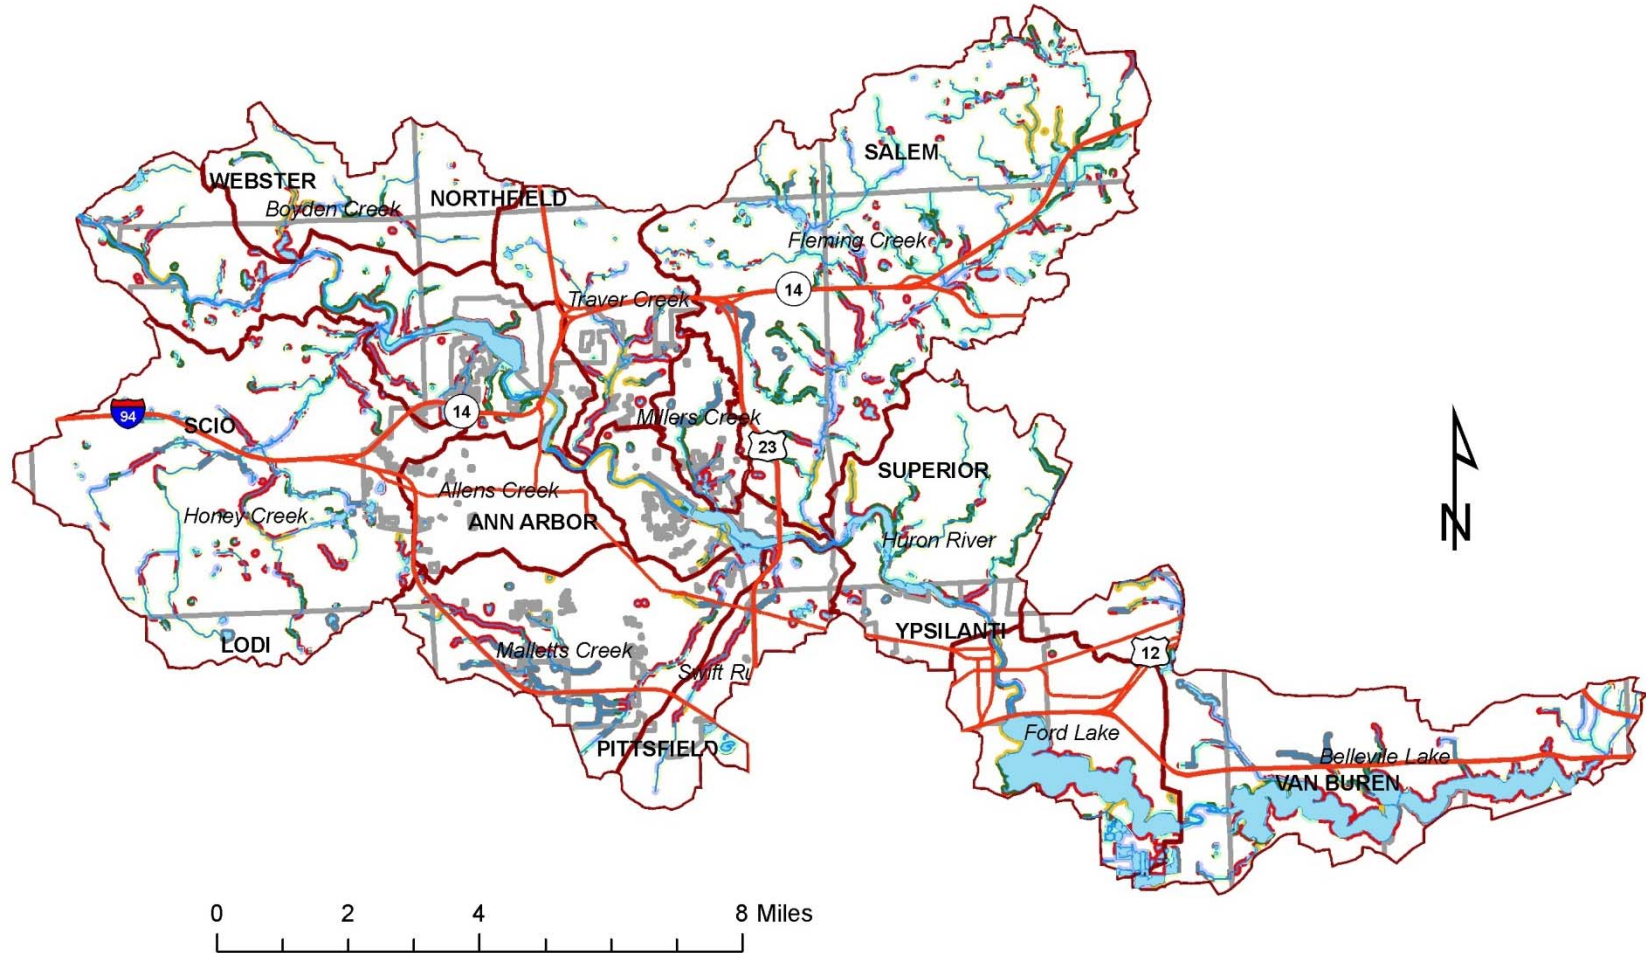 SALEM
WEBSTER
NORTHFIELD
Boyden Creek
Fleming Creek
14
Traver Creek
94
14
SCIO
Millers Creek
23
SUPERIOR
Allens Creek
Honey Creek
ANN ARBOR
Huron River
YPSILANTI
LODI
Malletts Creek
12
Swift Ru
Ford Lake
PITTSFIELD
Bellevile Lake
VAN BUREN
N
0 2 4 8 Miles